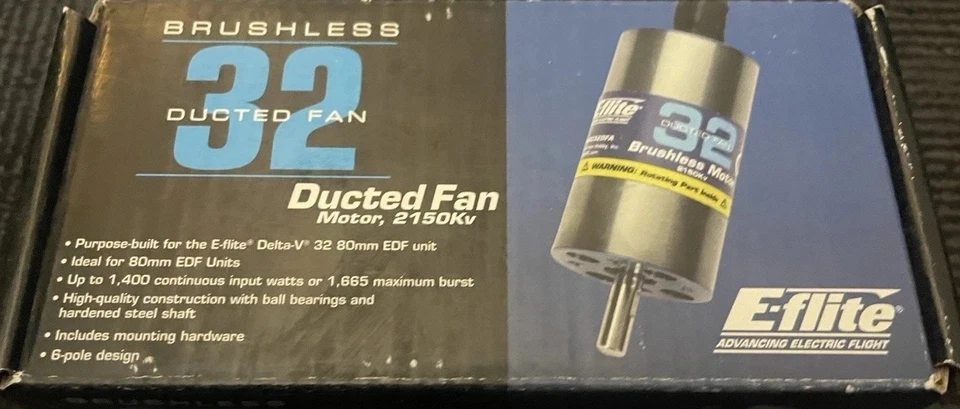 BRUSHLESS
32
DUCTED FAN
Ducted Fan
Motor, 2150Kv
• Purpose-built for the E-flite® Delta-V® 32 80mm EDF unit
• Ideal for 80mm EDF Units
• Up to 1,400 continuous input watts or 1,665 maximum burst
• High-quality construction with ball bearings and
hardened steel shaft
• Includes mounting hardware
• 6-pole design
E-flite
32
DUCTED FAN
Brushless Motor
2150Kv
WARNING: Rotating Part Inside
E-flite®
ADVANCING ELECTRIC FLIGHT
BRUSHLESS